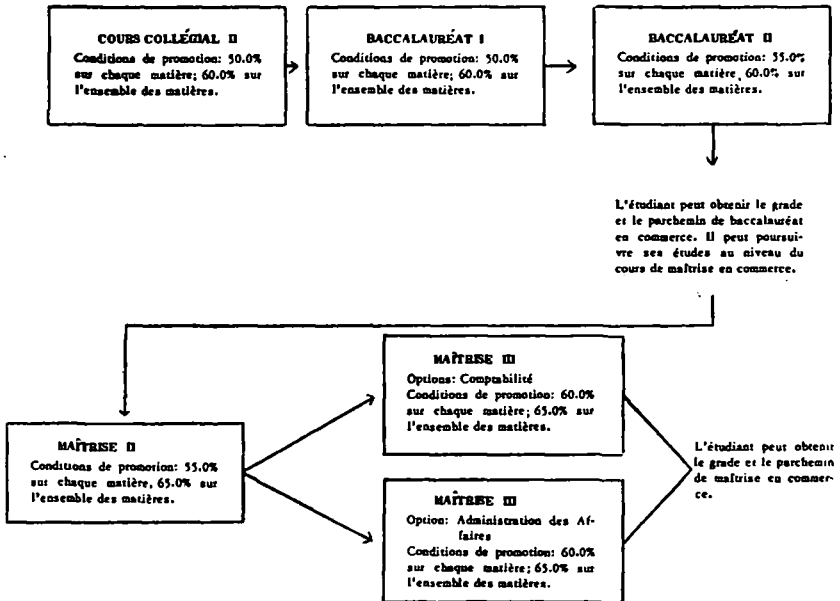 COURS COLLÉGIAL II
Conditions de promotion: 50.0%
sur chaque matière; 60.0% sur
l'ensemble des matières.
BACCALAURÉAT I
Conditions de promotion: 50.0%
sur chaque matière; 60.0% sur
l'ensemble des matières.
BACCALAURÉAT II
Conditions de promotion: 55.0%
sur chaque matière, 60.0% sur
l'ensemble des matières.
L'étudiant peut obtenir le grade
et le parchemin de baccalauréat
en commerce. Il peut poursui-
vre ses études au niveau du
cours de maîtrise en commerce.
MAÎTRISE II
Conditions de promotion: 55.0%
sur chaque matière, 65.0% sur
l'ensemble des matières.
MAÎTRISE III
Options: Comptabilité
Conditions de promotion: 60.0%
sur chaque matière; 65.0% sur
l'ensemble des matières.
MAÎTRISE III
Option: Administration des Af-
faires
Conditions de promotion: 60.0%
sur chaque matière; 65.0% sur
l'ensemble des matières.
L'étudiant peut obtenir
le grade et le parchemin
de maîtrise en commer-
ce.